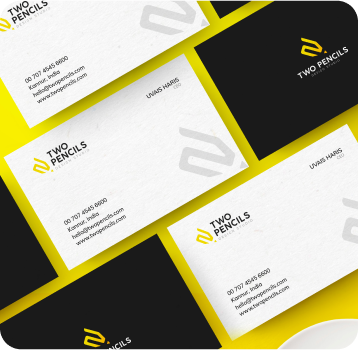 TWO
PENCILS
00 707 4545 6600
Kannur, India
hello@twopencils.com
www.twopencils.com
TWO PENCILS
UVAIS HARIS
CEO
TWO
PENCILS
00 707 4545 6600
Kannur, India
hello@twopencils.com
www.twopencils.com
UVAIS HARIS
CEO
TWO
PENCILS
00 707 4545 6600
Kannur, India
hello@twopencils.com
www.twopencils.com
TWO PENCILS